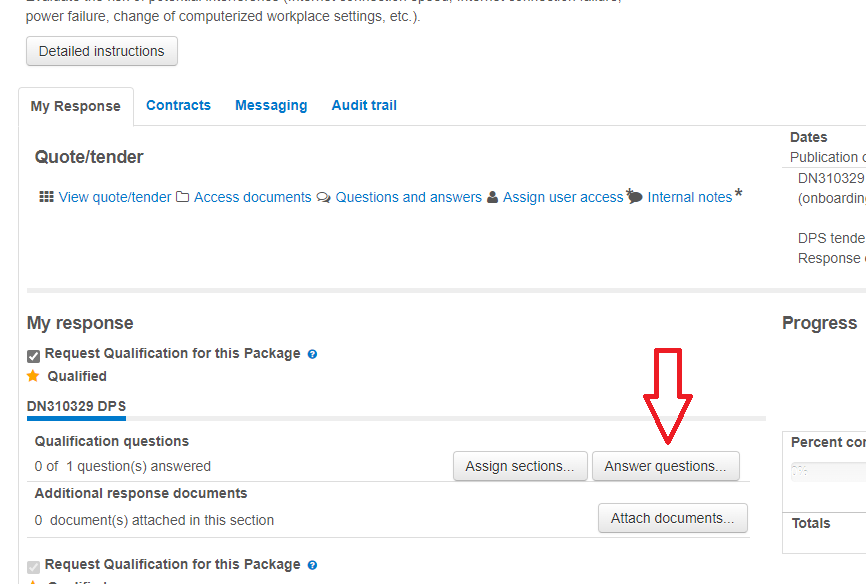 power failure, change of computerized workplace settings, etc.).
Detailed instructions
My Response Contracts Messaging Audit trail
Quote/tender
View quote/tender Access documents Questions and answers Assign user access Internal notes *
Dates
Publication
DN310329
DPS
Response
My response
Request Qualification for this Package
Qualified
DN310329 DPS
Qualification questions
0 of 1 question(s) answered
Assign sections... Answer questions...
Additional response documents
0 document(s) attached in this section
Attach documents...
Progress
Percent
Totals
Request Qualification for this Package